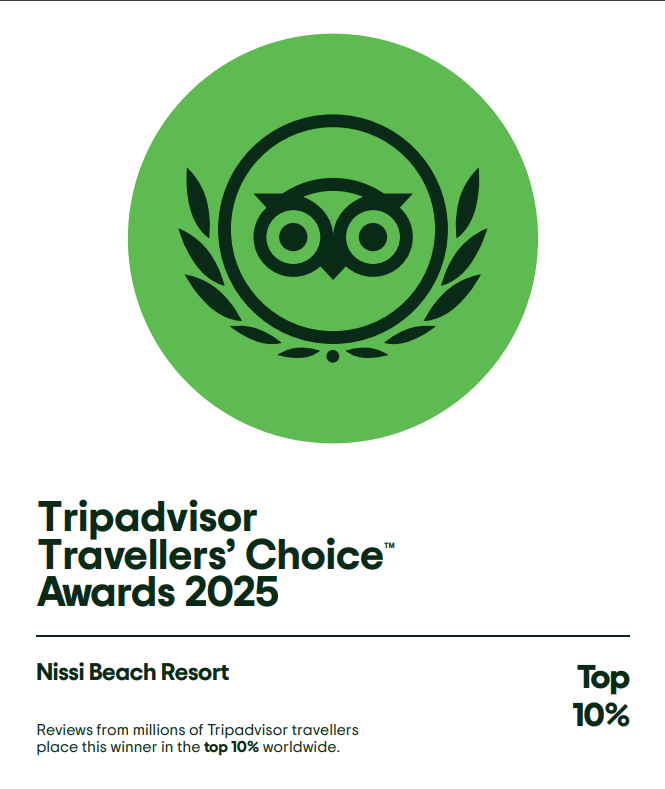 Tripadvisor
Travellers’ Choice™
Awards 2025
Nissi Beach Resort
Top
10%
Reviews from millions of Tripadvisor travellers
place this winner in the top 10% worldwide.